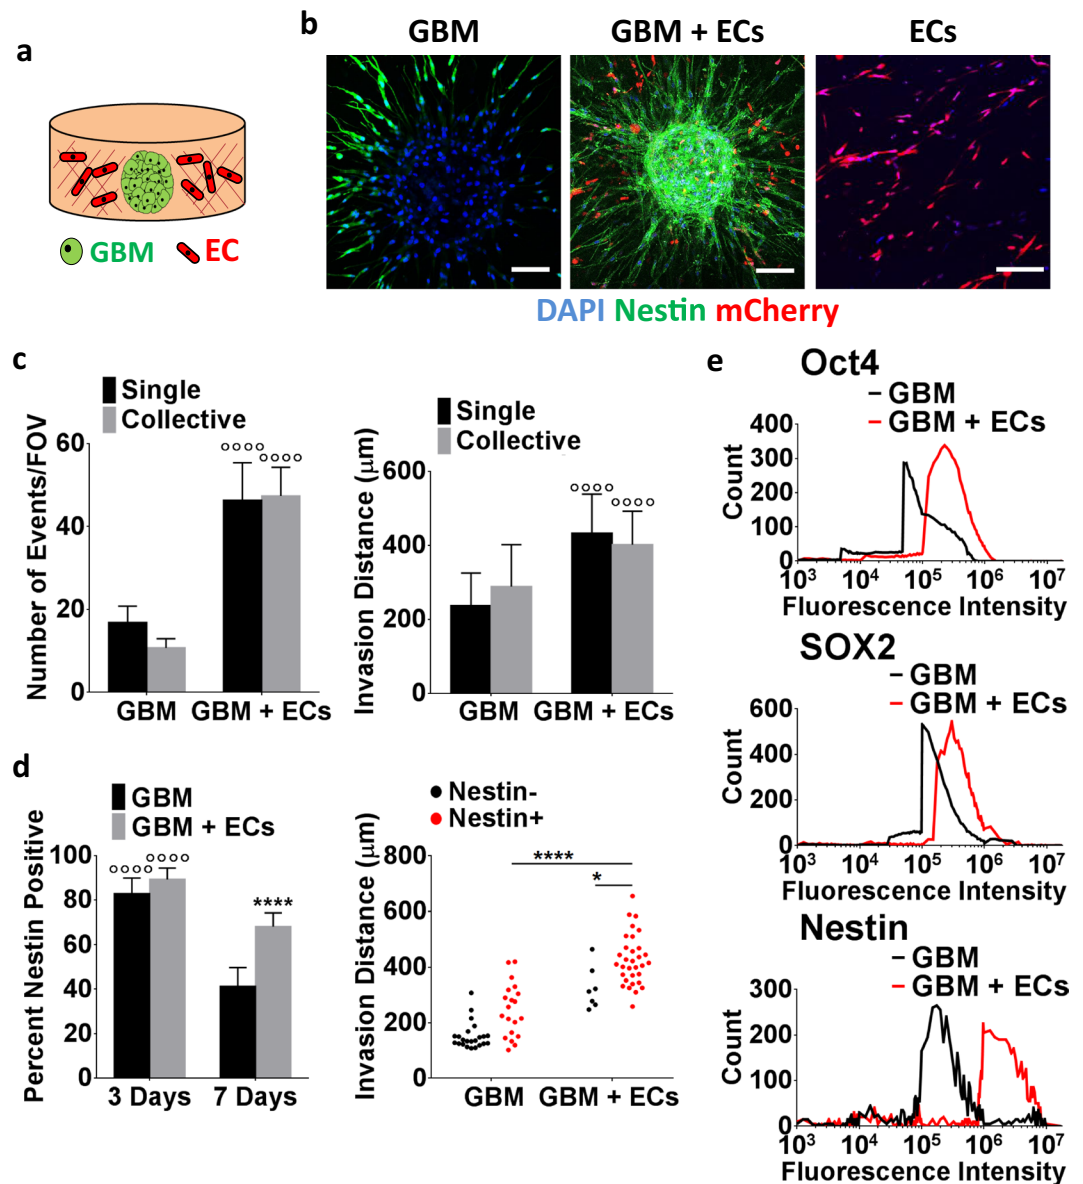 a
GBM
EC
b
GBM
GBM + ECs
ECs
DAPI Nestin mCherry
c
Single
Collective
Number of Events/FOV
60
40
20
0
°°°°
°°°°
GBM
GBM + ECs
Single
Collective
Invasion Distance (μm)
600
400
200
0
°°°°
°°°°
GBM
GBM + ECs
d
GBM
GBM + ECs
Percent Nestin Positive
100
80
60
40
20
0
°°°°
°°°°
****
3 Days
7 Days
Nestin-
Nestin+
Invasion Distance (μm)
800
600
400
200
0
****
*
GBM
GBM + ECs
e
Oct4
GBM
GBM + ECs
Count
400
300
200
100
0
10³ 10⁴ 10⁵ 10⁶ 10⁷
Fluorescence Intensity
SOX2
GBM
GBM + ECs
Count
600
400
200
0
10³ 10⁴ 10⁵ 10⁶ 10⁷
Fluorescence Intensity
Nestin
GBM
GBM + ECs
Count
300
200
100
0
10³ 10⁴ 10⁵ 10⁶ 10⁷
Fluorescence Intensity